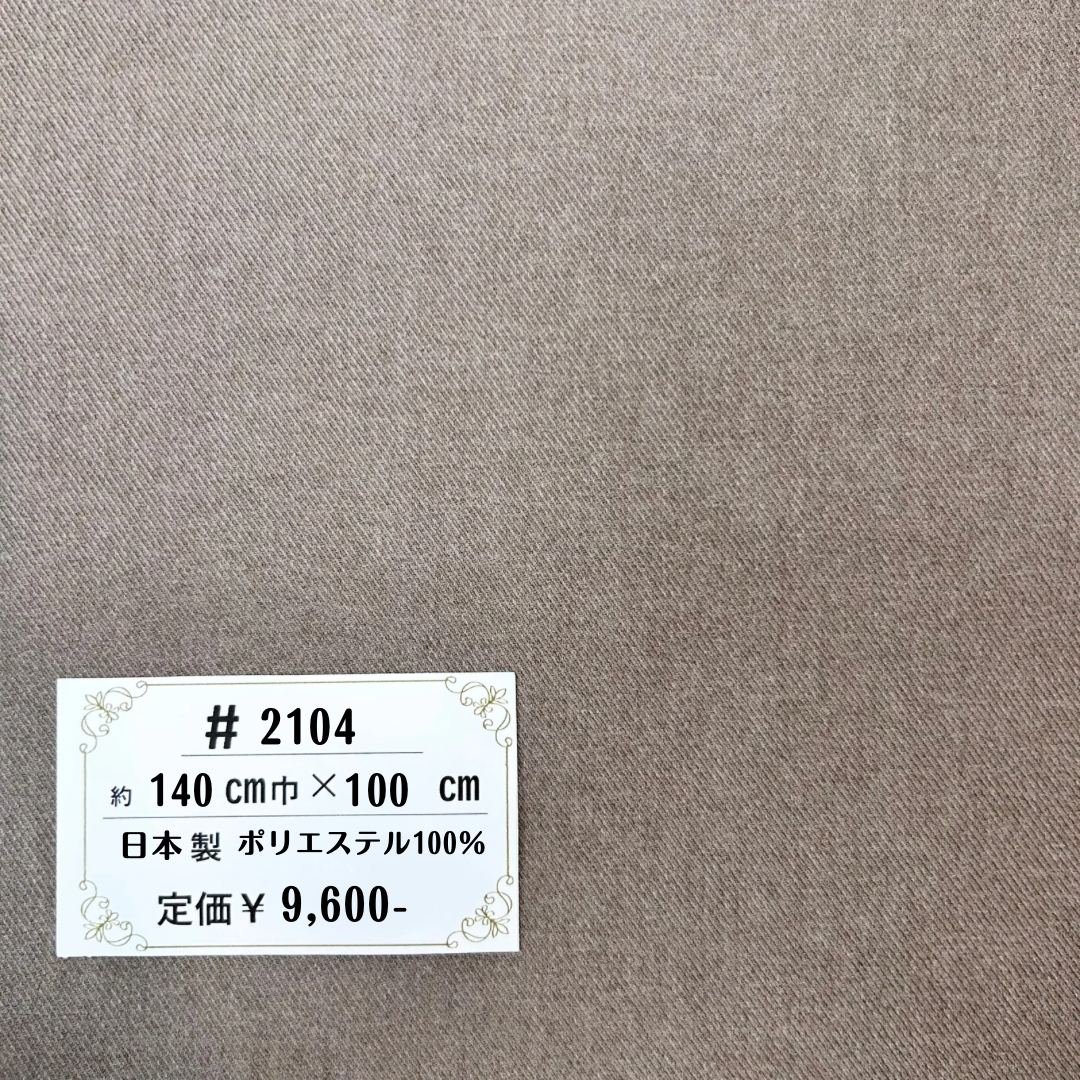 # 2104
約 140 cm巾 × 100 cm
日本 製 ポリエステル100%
定価¥ 9,600-